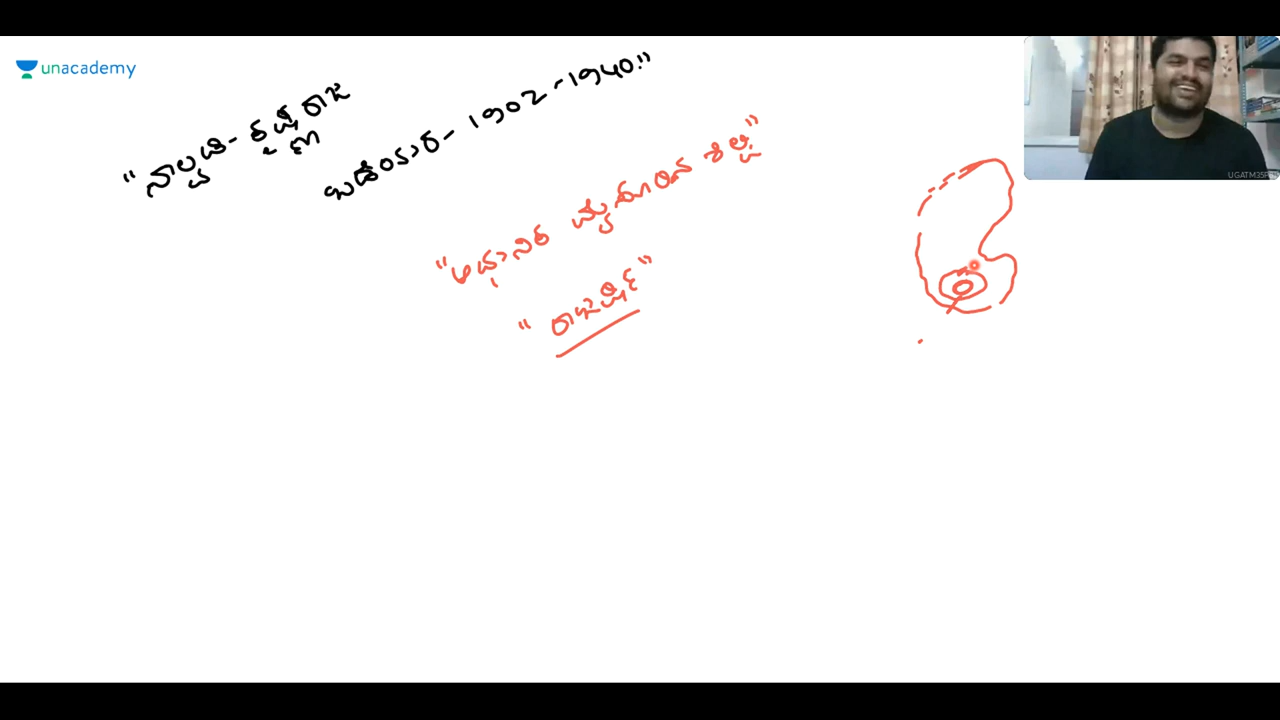 unacademy
"ನಾಲ್ವಡಿ - ಕೃಷ್ಣರಾಜ
ಒಡೆಯರ - 1902 - 1940."
"ಆಧುನಿಕ ಮೈಸೂರಿನ ಶಿಲ್ಪಿ"
"ರಾಜರ್ಷಿ"